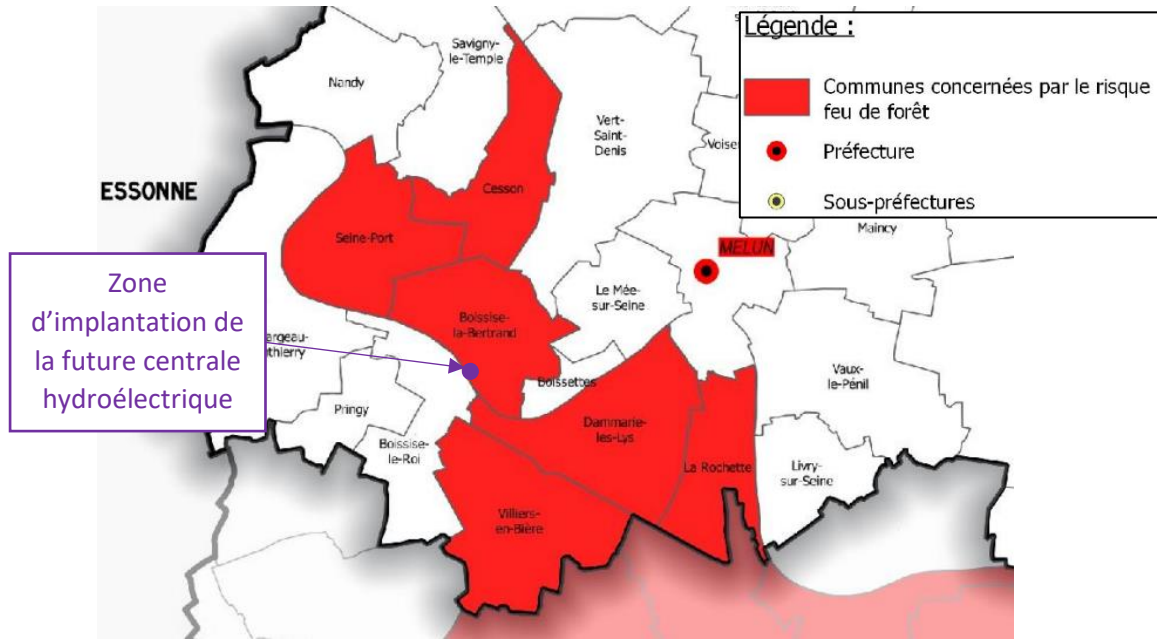 Légende :
Communes concernées par le risque
feu de forêt
Préfecture
Sous-préfectures
Savigny-
le-Temple
Nandy
Vert-
Saint-
Denis
ESSONNE
Cesson
Maincy
Seine-Port
MELUN
Zone
d’implantation de
la future centrale
hydroélectrique
Le Mée-
sur-Seine
Boissise-
la-Bertrand
Vaux-
le-Pénil
Boissettes
Pringy
Dammarie-
les-Lys
Boissise-
le-Roi
La Rochette
Livry-
sur-Seine
Villiers-
en-Bière